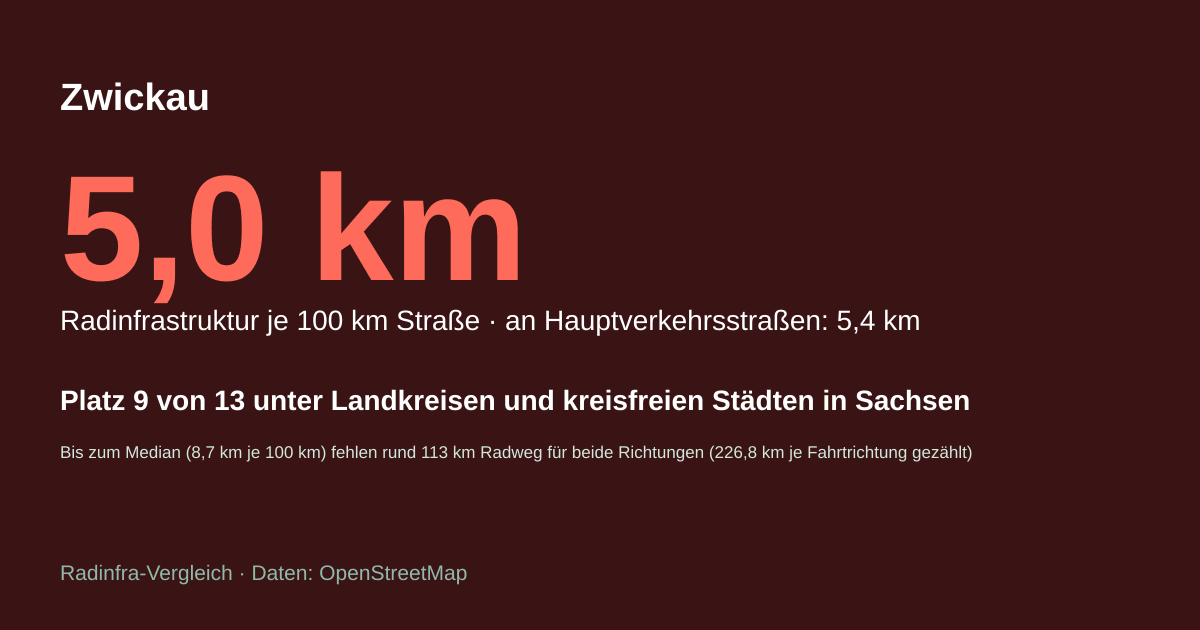 Zwickau
5,0 km
Radinfrastruktur je 100 km Straße · an Hauptverkehrsstraßen: 5,4 km
Platz 9 von 13 unter Landkreisen und kreisfreien Städten in Sachsen
Bis zum Median (8,7 km je 100 km) fehlen rund 113 km Radweg für beide Richtungen (226,8 km je Fahrtrichtung gezählt)
Radinfra-Vergleich · Daten: OpenStreetMap